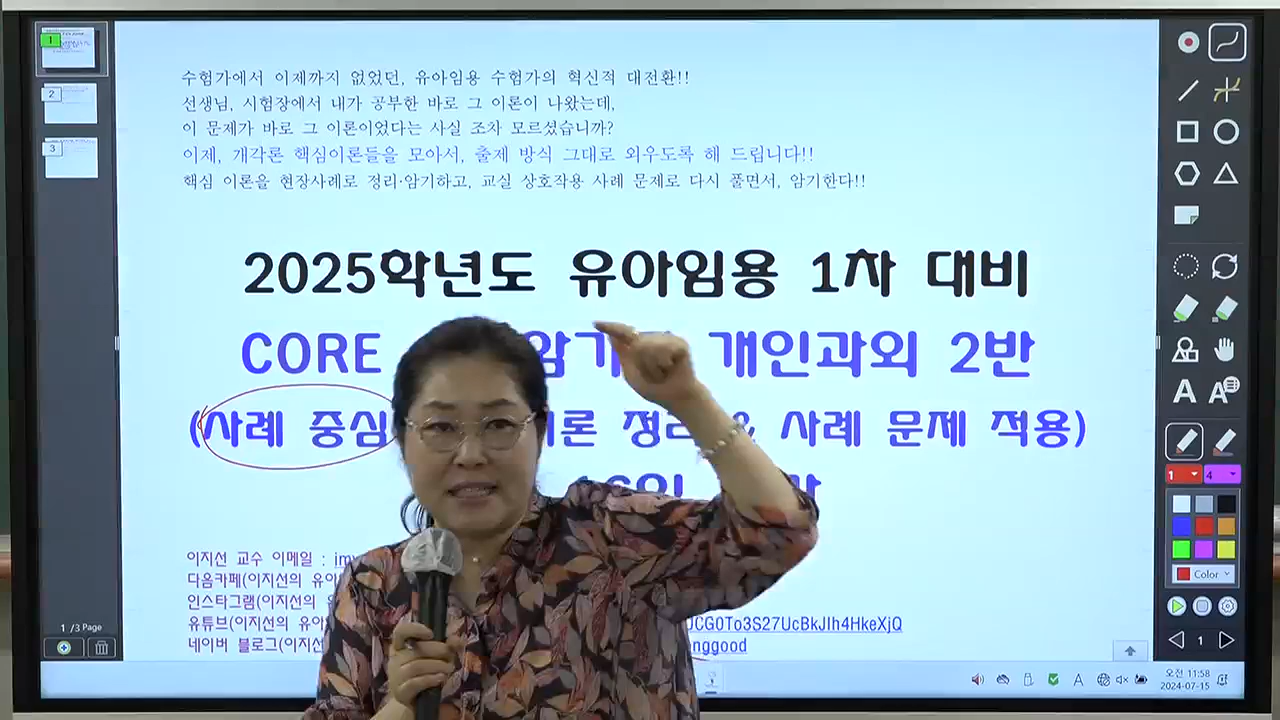 수험가에서 이제까지 없었던, 유아임용 수험가의 혁신적 대전환!!
선생님, 시험장에서 내가 공부한 바로 그 이론이 나왔는데,
이 문제가 바로 그 이론이었다는 사실 조차 모르셨습니까?
이제, 개각론 핵심이론들을 모아서, 출제 방식 그대로 외우도록 해 드립니다!!
핵심 이론을 현장사례로 정리·암기하고, 교실 상호작용 사례 문제로 다시 풀면서, 암기한다!!
2025학년도 유아임용 1차 대비
CORE 개인과외 2반
(사례 중심 정리 & 사례 문제 적용)
이지선 교수 이메일 :
다음카페(이지선의
인스타그램(이지선의
유튜브(이지선의
네이버 블로그(이지선
1
2
3
1 /3 Page
A
A
1
4
Color
1
A
오전 11:58
2024-07-15